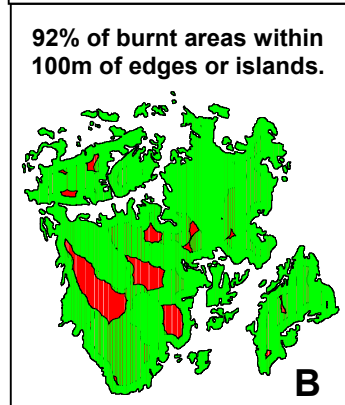 92% of burnt areas within
100m of edges or islands.
B